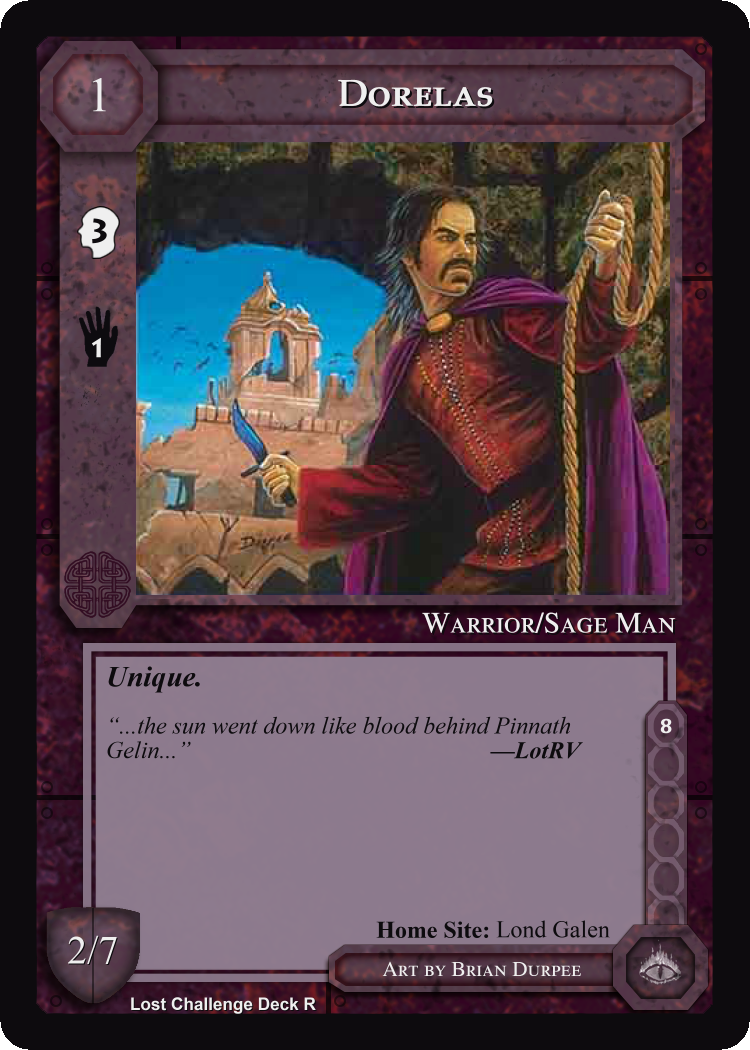 1
DORELAS
3
1
Durpee
WARRIOR/SAGE MAN
Unique.
“...the sun went down like blood behind Pinnath
Gelin...” —LotRV
8
Home Site: Lond Galen
2/7
ART BY BRIAN DURPEE
Lost Challenge Deck R